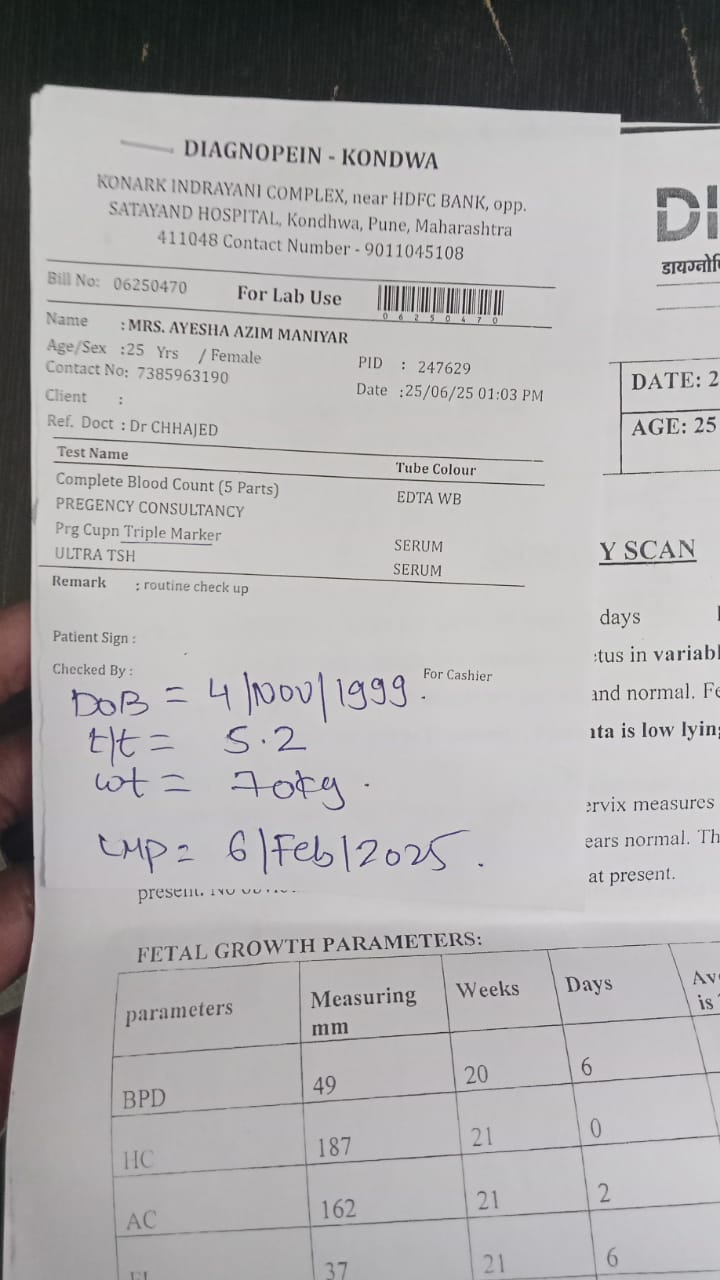 DIAGNOPEIN - KONDWA
KONARK INDRAYANI COMPLEX, near HDFC BANK, opp.
SATAYAND HOSPITAL, Kondhwa, Pune, Maharashtra
411048 Contact Number - 9011045108
Bill No: 06250470 For Lab Use
0 6 2 5 0 4 7 0
Name : MRS. AYESHA AZIM MANIYAR
Age/Sex :25 Yrs / Female PID : 247629
Contact No: 7385963190 Date :25/06/25 01:03 PM
Client :
Ref. Doct : Dr CHHAJED
Test Name Tube Colour
Complete Blood Count (5 Parts) EDTA WB
PREGENCY CONSULTANCY
Prg Cupn Triple Marker SERUM
ULTRA TSH SERUM
Remark : routine check up
Patient Sign :
Checked By : For Cashier
DOB = 4/NOV/1999.
t/t = 5.2
wt = 70kg.
LMP = 6/Feb/2025.
DI
DATE: 2
AGE: 25
Y SCAN
days
tus in variabl
and normal. Fe
ta is low lying
ervix measures
ears normal. Th
present. at present.
FETAL GROWTH PARAMETERS:
parameters Measuring mm Weeks Days Av
is
BPD 49 20 6
HC 187 21 0
AC 162 21 2
37 21 6